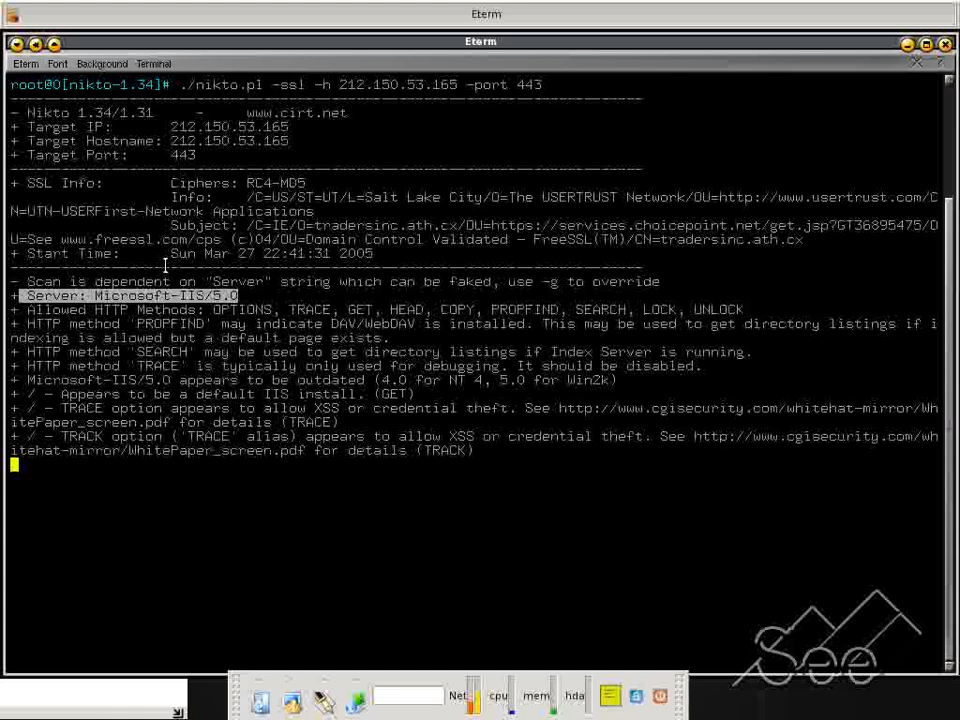 Eterm
Eterm
Eterm Font Background Terminal
root@0[nikto-1.34]# ./nikto.pl -ssl -h 212.150.53.165 -port 443
---------------------------------------------------------------------------
- Nikto 1.34/1.31     -     www.cirt.net
+ Target IP:       212.150.53.165
+ Target Hostname: 212.150.53.165
+ Target Port:     443
---------------------------------------------------------------------------
+ SSL Info:        Ciphers: RC4-MD5
                   Info:    /C=US/ST=UT/L=Salt Lake City/O=The USERTRUST Network/OU=http://www.usertrust.com/C
N=UTN-USERFirst-Network Applications
                   Subject: /C=IE/O=tradersinc.ath.cx/OU=https://services.choicepoint.net/get.jsp?GT36895475/O
U=See www.freessl.com/cps (c)04/OU=Domain Control Validated - FreeSSL(TM)/CN=tradersinc.ath.cx
+ Start Time:      Sun Mar 27 22:41:31 2005
---------------------------------------------------------------------------
- Scan is dependent on "Server" string which can be faked, use -g to override
+ Server: Microsoft-IIS/5.0
+ Allowed HTTP Methods: OPTIONS, TRACE, GET, HEAD, COPY, PROPFIND, SEARCH, LOCK, UNLOCK
+ HTTP method 'PROPFIND' may indicate DAV/WebDAV is installed. This may be used to get directory listings if i
ndexing is allowed but a default page exists.
+ HTTP method 'SEARCH' may be used to get directory listings if Index Server is running.
+ HTTP method 'TRACE' is typically only used for debugging. It should be disabled.
+ Microsoft-IIS/5.0 appears to be outdated (4.0 for NT 4, 5.0 for Win2k)
+ / - Appears to be a default IIS install. (GET)
+ / - TRACE option appears to allow XSS or credential theft. See http://www.cgisecurity.com/whitehat-mirror/Wh
itePaper_screen.pdf for details (TRACE)
+ / - TRACK option ('TRACE' alias) appears to allow XSS or credential theft. See http://www.cgisecurity.com/wh
itehat-mirror/WhitePaper_screen.pdf for details (TRACK)
See
Net cpu mem hda